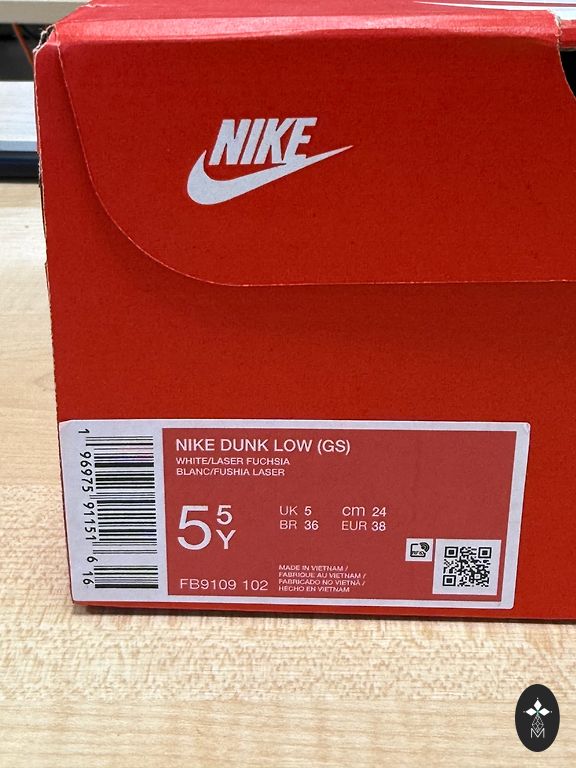 NIKE
NIKE DUNK LOW (GS)
WHITE/LASER FUCHSIA
BLANC/FUSHIA LASER
5 5 Y
UK 5 cm 24
BR 36 EUR 38
MADE IN VIETNAM /
FABRIQUE AU VIETNAM /
FABRICADO NO VIETNÃ /
HECHO EN VIETNAM
FB9109 102
1 96975 91151 6 16
M